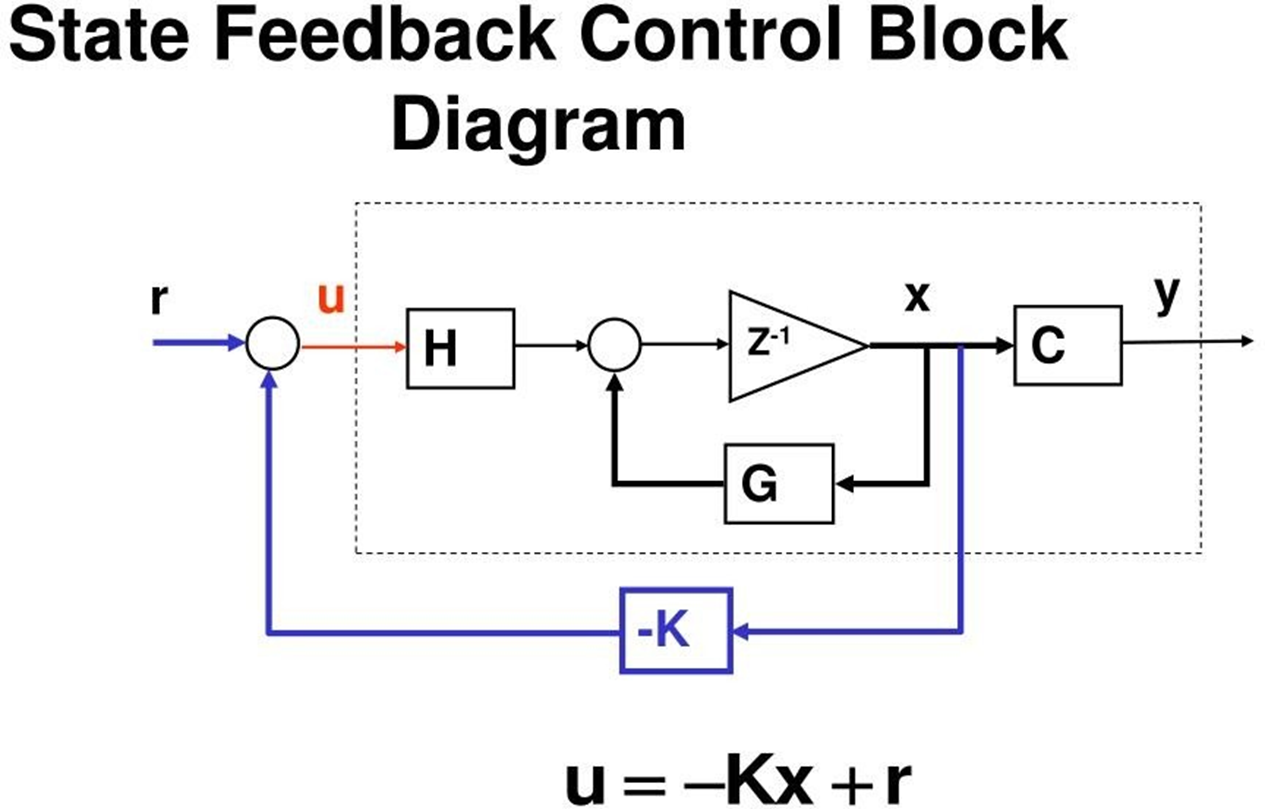 State Feedback Control Block
Diagram
r
u
H
Z⁻¹
x
C
y
G
-K
u = −Kx + r